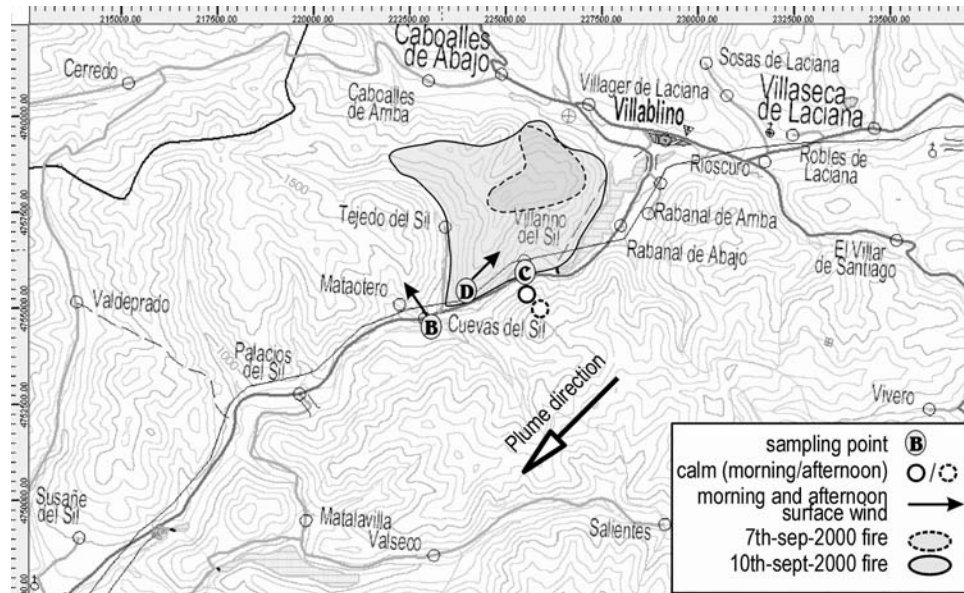 215000.00 217500.00 220000.00 222500.00 225000.00 227500.00 230000.00 232500.00 235000.00
Caboalles
de Abajo
Cerredo
Sosas de Laciana
Villager de Laciana
Villaseca
de Laciana
Caboalles
de Arriba
Villablino
4760000.00
Rioscuro
Robles de
Laciana
1500
4757500.00
Tejedo del Sil
Villarino
del Sil
Rabanal de Arriba
Rabanal de Abajo
El Villar
de Santiago
C
D
Mataotero
Valdeprado
4755000.00
B
Cuevas del Sil
Palacios
del Sil
1000
Plume direction
4752500.00
Vivero
sampling point B
calm (morning/afternoon) /
morning and afternoon
surface wind
7th-sep-2000 fire
10th-sept-2000 fire
4750000.00
Susañe
del Sil
Matalavilla
Valseco
Salientes